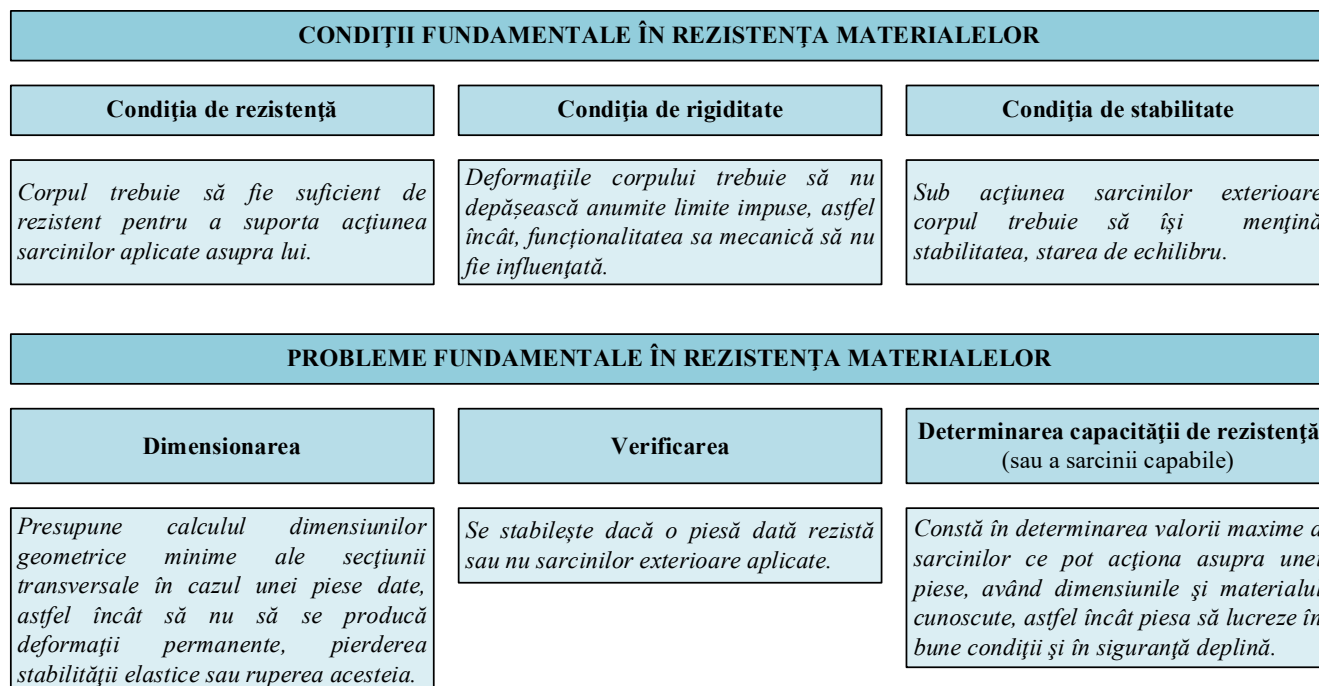 CONDIŢII FUNDAMENTALE ÎN REZISTENŢA MATERIALELOR
Condiţia de rezistenţă
Corpul trebuie să fie suficient de
rezistent pentru a suporta acţiunea
sarcinilor aplicate asupra lui.
Condiţia de rigiditate
Deformaţiile corpului trebuie să nu
depășească anumite limite impuse, astfel
încât, funcționalitatea sa mecanică să nu
fie influenţată.
Condiţia de stabilitate
Sub acţiunea sarcinilor exterioare
corpul trebuie să își menţină
stabilitatea, starea de echilibru.
PROBLEME FUNDAMENTALE ÎN REZISTENŢA MATERIALELOR
Dimensionarea
Presupune calculul dimensiunilor
geometrice minime ale secţiunii
transversale în cazul unei piese date,
astfel încât să nu să se producă
deformaţii permanente, pierderea
stabilităţii elastice sau ruperea acesteia.
Verificarea
Se stabilește dacă o piesă dată rezistă
sau nu sarcinilor exterioare aplicate.
Determinarea capacităţii de rezistenţă
(sau a sarcinii capabile)
Constă în determinarea valorii maxime a
sarcinilor ce pot acţiona asupra unei
piese, având dimensiunile şi materialul
cunoscute, astfel încât piesa să lucreze în
bune condiţii şi în siguranţă deplină.